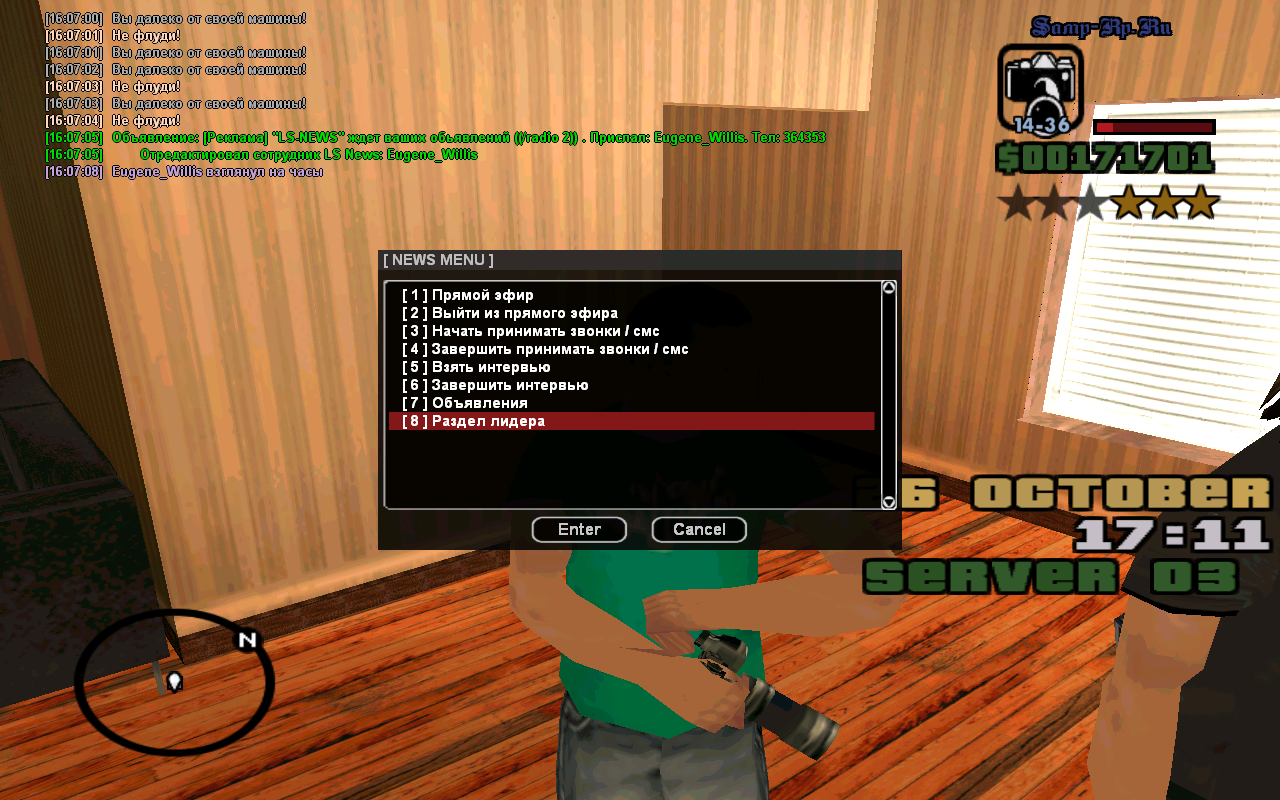 [16:07:00] Вы далеко от своей машины!
[16:07:01] Не флуди!
[16:07:01] Вы далеко от своей машины!
[16:07:02] Вы далеко от своей машины!
[16:07:03] Не флуди!
[16:07:03] Вы далеко от своей машины!
[16:07:04] Не флуди!
[16:07:05] Объявление: [Реклама] "LS-NEWS" ждет ваших обьявлений ((/radio 2)) . Прислал: Eugene_Willis. Тел: 364353
[16:07:05] Отредактировал сотрудник LS News: Eugene_Willis
[16:07:08] Eugene_Willis взглянул на часы
Samp-Rp.Ru
14-36
$00171701
[ NEWS MENU ]
[ 1 ] Прямой эфир
[ 2 ] Выйти из прямого эфира
[ 3 ] Начать принимать звонки / смс
[ 4 ] Завершить принимать звонки / смс
[ 5 ] Взять интервью
[ 6 ] Завершить интервью
[ 7 ] Объявления
[ 8 ] Раздел лидера
Enter Cancel
6 OCTOBER
17:11
SERVER 03
N